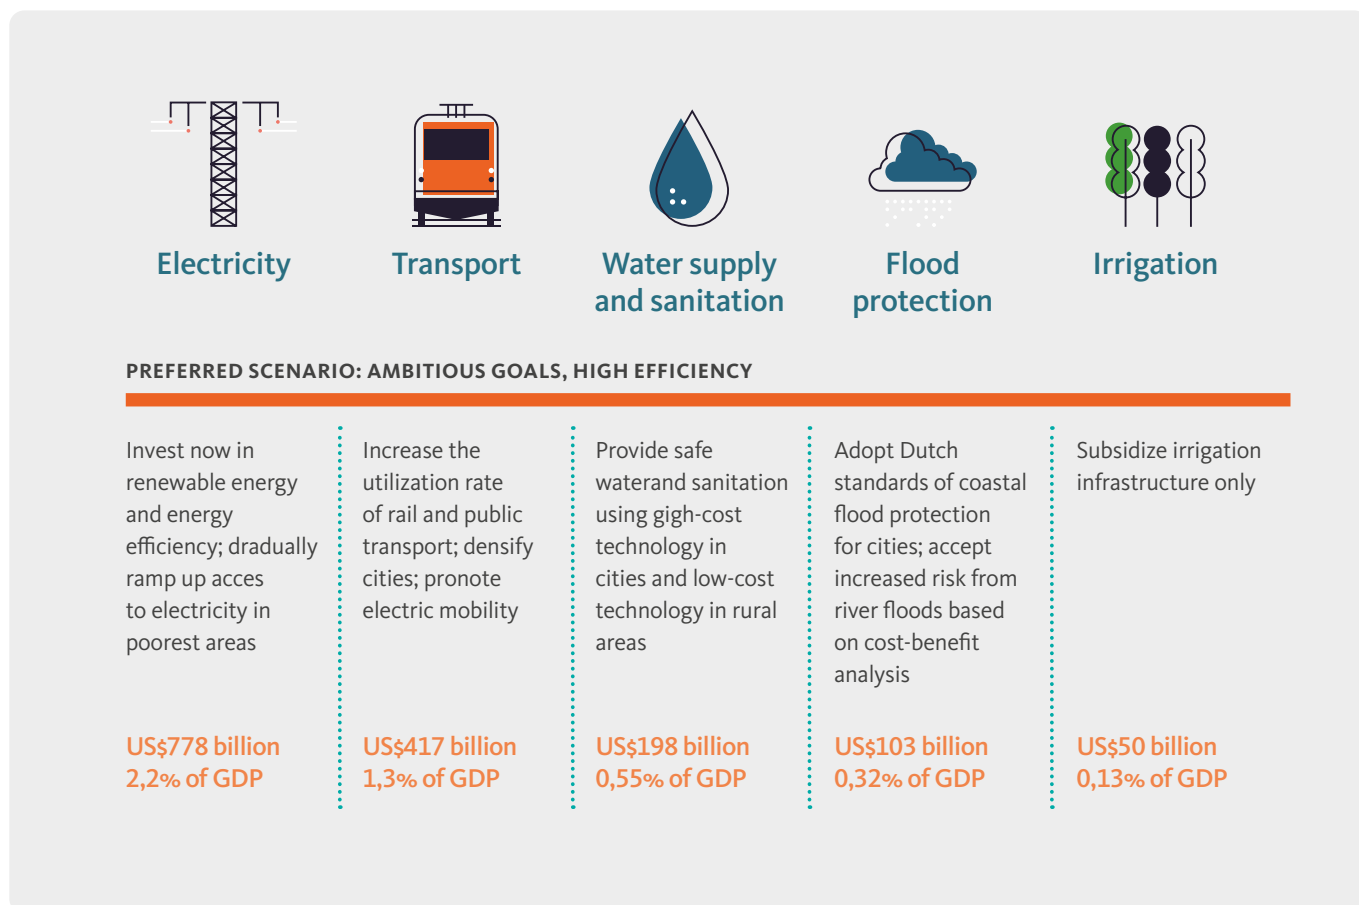 Electricity
Transport
Water supply
and sanitation
Flood
protection
Irrigation
PREFERRED SCENARIO: AMBITIOUS GOALS, HIGH EFFICIENCY
Invest now in
renewable energy
and energy
efficiency; dradually
ramp up acces
to electricity in
poorest areas
US$778 billion
2,2% of GDP
Increase the
utilization rate
of rail and public
transport; densify
cities; pronote
electric mobility
US$417 billion
1,3% of GDP
Provide safe
waterand sanitation
using gigh-cost
technology in
cities and low-cost
technology in rural
areas
US$198 billion
0,55% of GDP
Adopt Dutch
standards of coastal
flood protection
for cities; accept
increased risk from
river floods based
on cost-benefit
analysis
US$103 billion
0,32% of GDP
Subsidize irrigation
infrastructure only
US$50 billion
0,13% of GDP